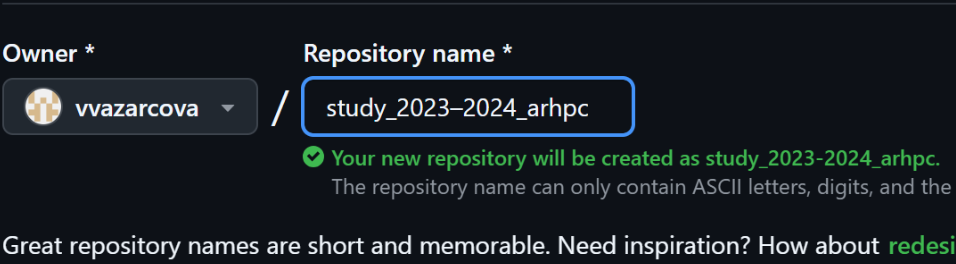 Owner * Repository name *
vvazarcova / study_2023–2024_arhpc
Your new repository will be created as study_2023-2024_arhpc.
The repository name can only contain ASCII letters, digits, and the
Great repository names are short and memorable. Need inspiration? How about redesi